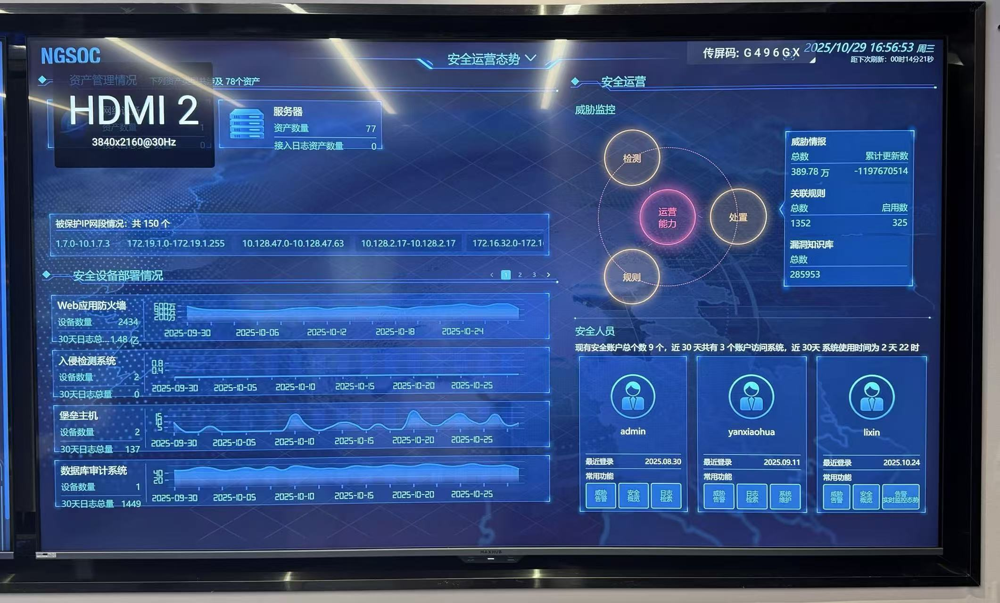 NGSOC
安全运营态势
传屏码: G496GX
2025/10/29 16:56:53 周三
距下次刷新：00时14分21秒
资产管理情况 下列资产类型共涉及 78个资产
HDMI 2
3840x2160@30Hz
网络设备
资产数量 1
接入日志资产数量 0
服务器
资产数量 77
接入日志资产数量 0
被保护IP网段情况：共 150 个
1.7.0-10.1.7.3 172.19.1.0-172.19.1.255 10.128.47.0-10.128.47.63 10.128.2.17-10.128.2.17 172.16.32.0-172.1
安全设备部署情况
< 1 2 3 >
Web应用防火墙
设备数量 2434
30天日志总... 1.48 亿
2025-09-30 2025-10-06 2025-10-12 2025-10-18 2025-10-24
入侵检测系统
设备数量 2
30天日志总量 0
0.8
0.4
2025-09-30 2025-10-05 2025-10-10 2025-10-15 2025-10-20 2025-10-25
堡垒主机
设备数量 2
30天日志总量 137
15
10
5
2025-09-30 2025-10-05 2025-10-10 2025-10-15 2025-10-20 2025-10-25
数据库审计系统
设备数量 1
30天日志总量 1449
40
20
2025-09-30 2025-10-05 2025-10-10 2025-10-15 2025-10-20 2025-10-25
安全运营
威胁监控
检测
运营
能力
处置
规则
威胁情报
总数 累计更新数
389.78 万 -1197670514
关联规则
总数 启用数
1352 325
漏洞知识库
总数
285953
安全人员
现有安全账户总个数 9 个，近 30 天共有 3 个账户访问系统，近 30天 系统使用时间为 2 天 22 时
admin
最近登录 2025.08.30
常用功能
威胁
告警
安全
概览
日志
检索
yanxiaohua
最近登录 2025.09.11
常用功能
威胁
告警
日志
检索
系统
维护
lixin
最近登录 2025.10.24
常用功能
威胁
告警
安全
概览
告警
实时监控态势
MAXHUB